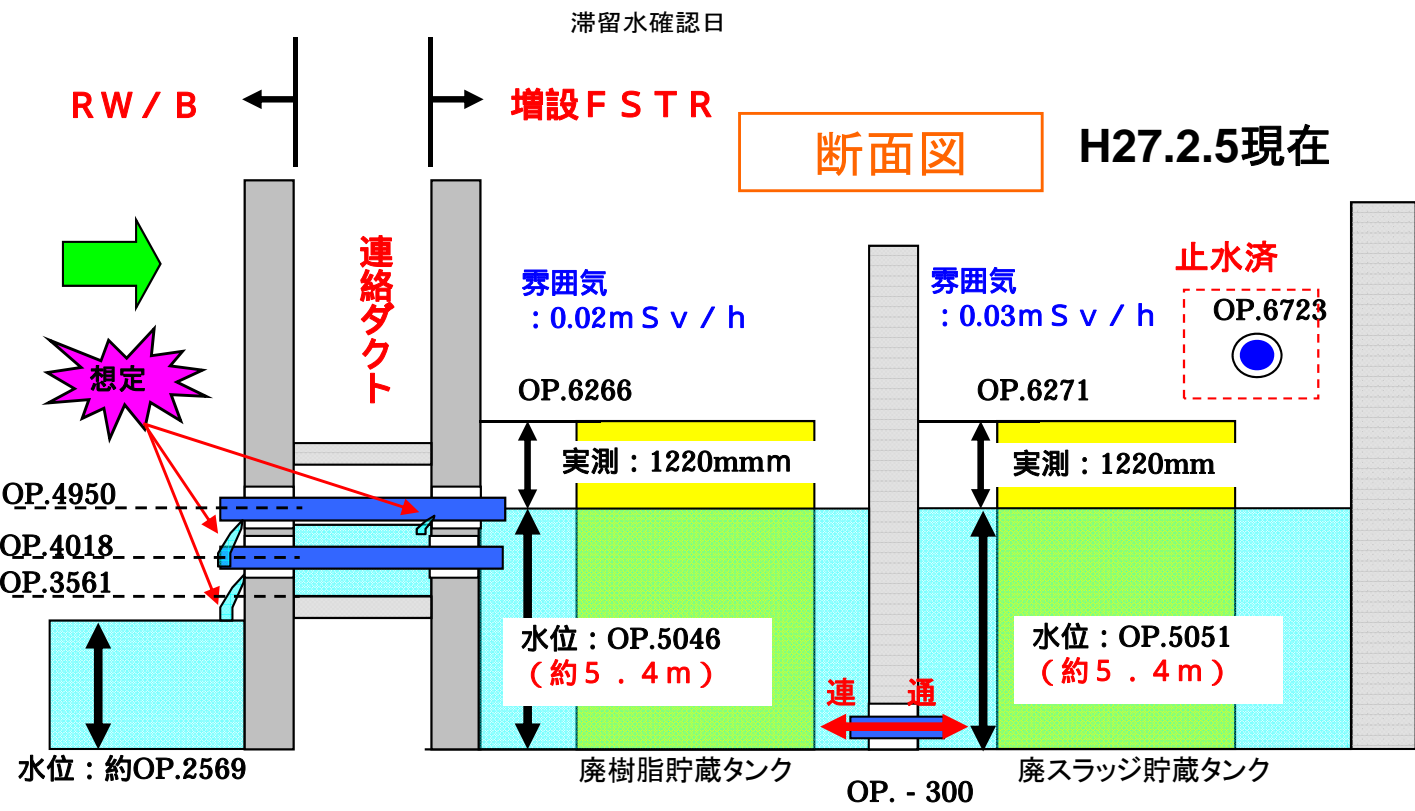 滞留水確認日
ＲＷ／Ｂ
増設ＦＳＴＲ
断面図
H27.2.5現在
連絡ダクト
雰囲気
：0.02mＳｖ／ｈ
雰囲気
：0.03mＳｖ／ｈ
止水済
OP.6723
想定
OP.6266
OP.6271
実測：1220mmｍ
実測：1220mm
OP.4950
OP.4018
OP.3561
水位：OP.5046
（約５．４ｍ）
水位：OP.5051
（約５．４ｍ）
連　通
水位：約OP.2569
廃樹脂貯蔵タンク
廃スラッジ貯蔵タンク
OP.‐300